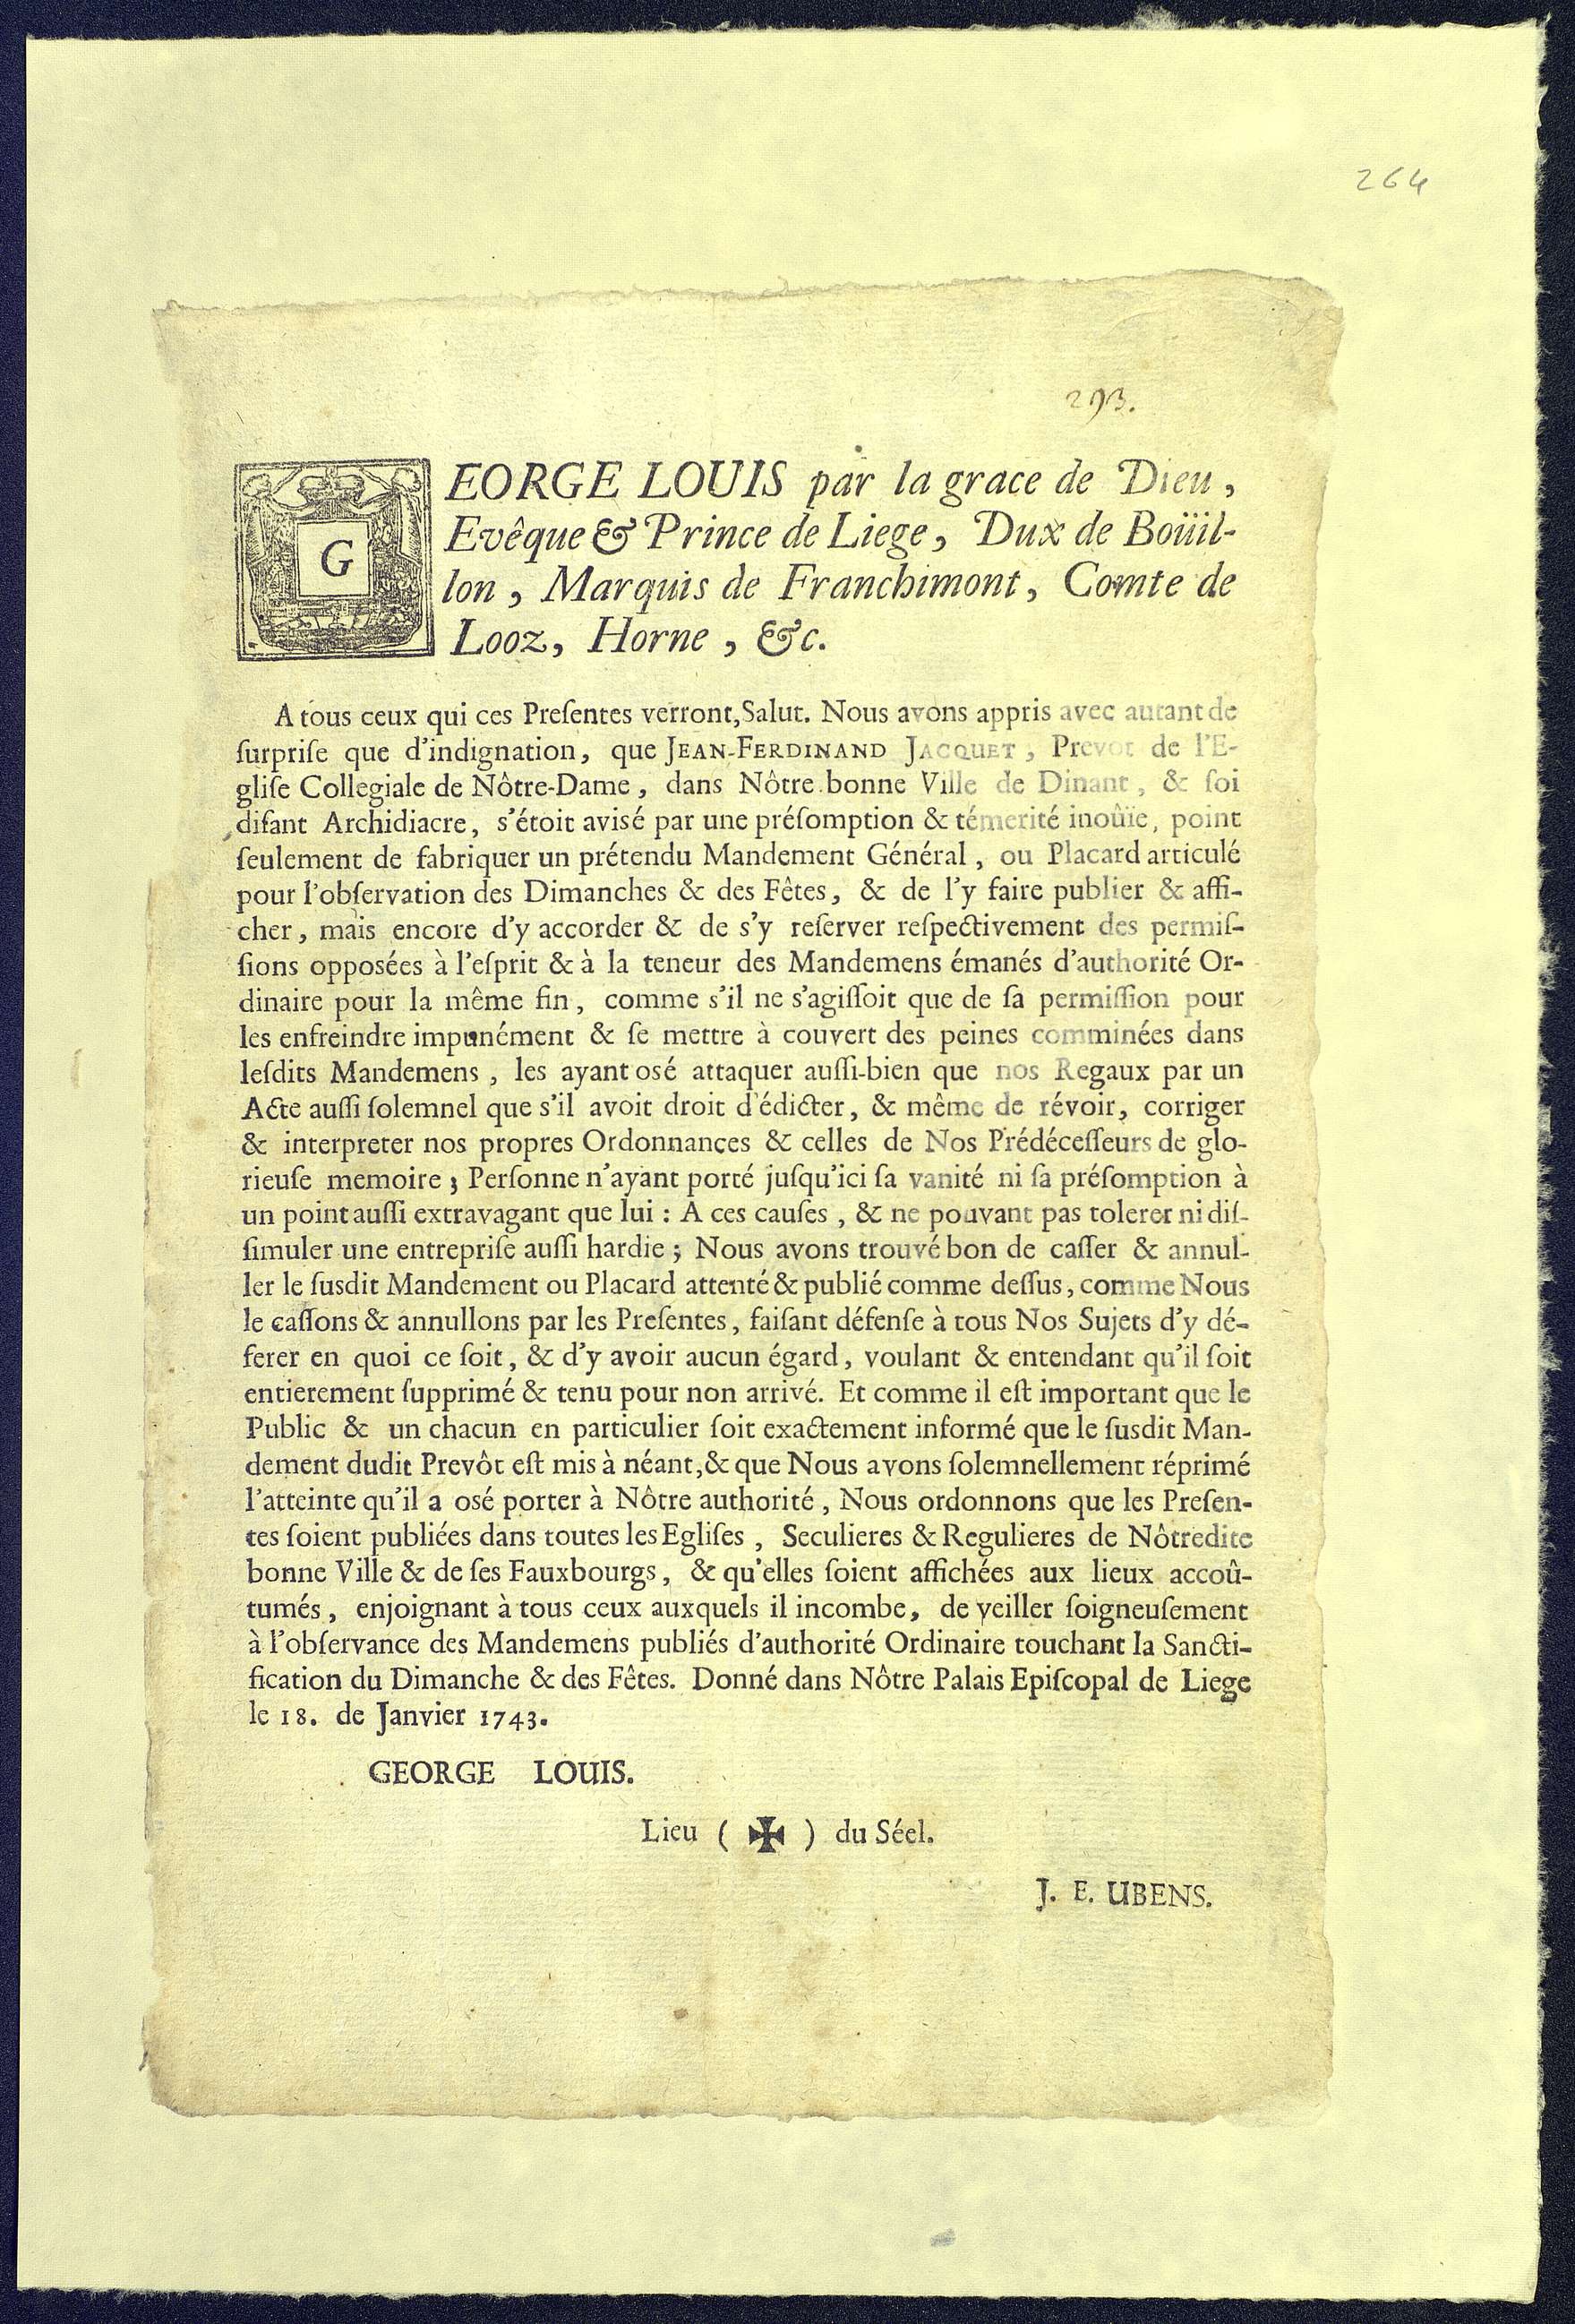 264
293.
GEORGE LOUIS par la grace de Dieu,
Evêque & Prince de Liege, Dux de Boüil-
lon, Marquis de Franchimont, Comte de
Looz, Horne, &c.
A tous ceux qui ces Preſentes verront, Salut. Nous avons appris avec autant de
ſurpriſe que d'indignation, que JEAN-FERDINAND JACQUET, Prevot de l'E-
gliſe Collegiale de Nôtre-Dame, dans Nôtre bonne Ville de Dinant, & ſoi
diſant Archidiacre, s'étoit avisé par une préſomption & témerité inoüie, point
ſeulement de fabriquer un prétendu Mandement Général, ou Placard articulé
pour l'obſervation des Dimanches & des Fêtes, & de l'y faire publier & affi-
cher, mais encore d'y accorder & de s'y reſerver reſpectivement des permiſ-
ſions opposées à l'eſprit & à la teneur des Mandemens émanés d'authorité Or-
dinaire pour la même fin, comme s'il ne s'agiſſoit que de ſa permiſſion pour
les enfreindre impunément & ſe mettre à couvert des peines comminées dans
leſdits Mandemens, les ayant osé attaquer auſſi-bien que nos Regaux par un
Acte auſſi ſolemnel que s'il avoit droit d'édicter, & même de révoir, corriger
& interpreter nos propres Ordonnances & celles de Nos Prédéceſſeurs de glo-
rieuſe memoire; Perſonne n'ayant porté juſqu'ici ſa vanité ni ſa préſomption à
un point auſſi extravagant que lui : A ces cauſes, & ne pouvant pas tolerer ni diſ-
ſimuler une entrepriſe auſſi hardie; Nous avons trouvé bon de caſſer & annul-
ler le ſusdit Mandement ou Placard attenté & publié comme deſſus, comme Nous
le caſſons & annullons par les Preſentes, faiſant défenſe à tous Nos Sujets d'y dé-
ferer en quoi ce ſoit, & d'y avoir aucun égard, voulant & entendant qu'il ſoit
entierement ſupprimé & tenu pour non arrivé. Et comme il eſt important que le
Public & un chacun en particulier ſoit exactement informé que le ſusdit Man-
dement dudit Prevôt eſt mis à néant, & que Nous avons ſolemnellement réprimé
l'atteinte qu'il a osé porter à Nôtre authorité, Nous ordonnons que les Preſen-
tes ſoient publiées dans toutes les Egliſes, Seculieres & Regulieres de Nôtredite
bonne Ville & de ſes Fauxbourgs, & qu'elles ſoient affichées aux lieux accoû-
tumés, enjoignant à tous ceux auxquels il incombe, de veiller ſoigneuſement
à l'obſervance des Mandemens publiés d'authorité Ordinaire touchant la Sancti-
fication du Dimanche & des Fêtes. Donné dans Nôtre Palais Epiſcopal de Liege
le 18. de Janvier 1743.
GEORGE LOUIS.
Lieu ( ✠ ) du Séel.
J. E. UBENS.